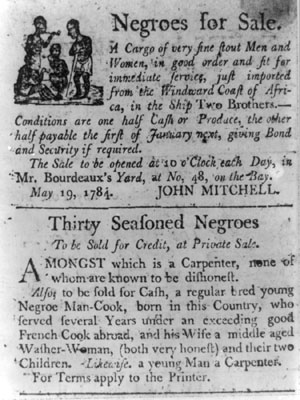 Negroes for Sale.
A Cargo of very fine stout Men and
Women, in good order and fit for
immediate service, just imported
from the Windward Coast of Afri-
ca, in the Ship Two Brothers.—
Conditions are one half Cash or Produce, the other
half payable the first of January next, giving Bond
and Security if required.
The Sale to be opened at 10 o'Clock each Day, in
Mr. Bourdeaux's Yard, at No. 48, on the Bay.
May 19, 1784. JOHN MITCHELL.
Thirty Seasoned Negroes
To be Sold for Credit, at Private Sale.
AMONGST which is a Carpenter, none of
whom are known to be dishonest.
Also, to be sold for Cash, a regular bred young
Negroe Man-Cook, born in this Country, who
served several Years under an exceeding good
French Cook abroad, and his Wife a middle aged
Washer-Woman, (both very honest) and their two
Children. Likewise. a young Man a Carpenter.
For Terms apply to the Printer.